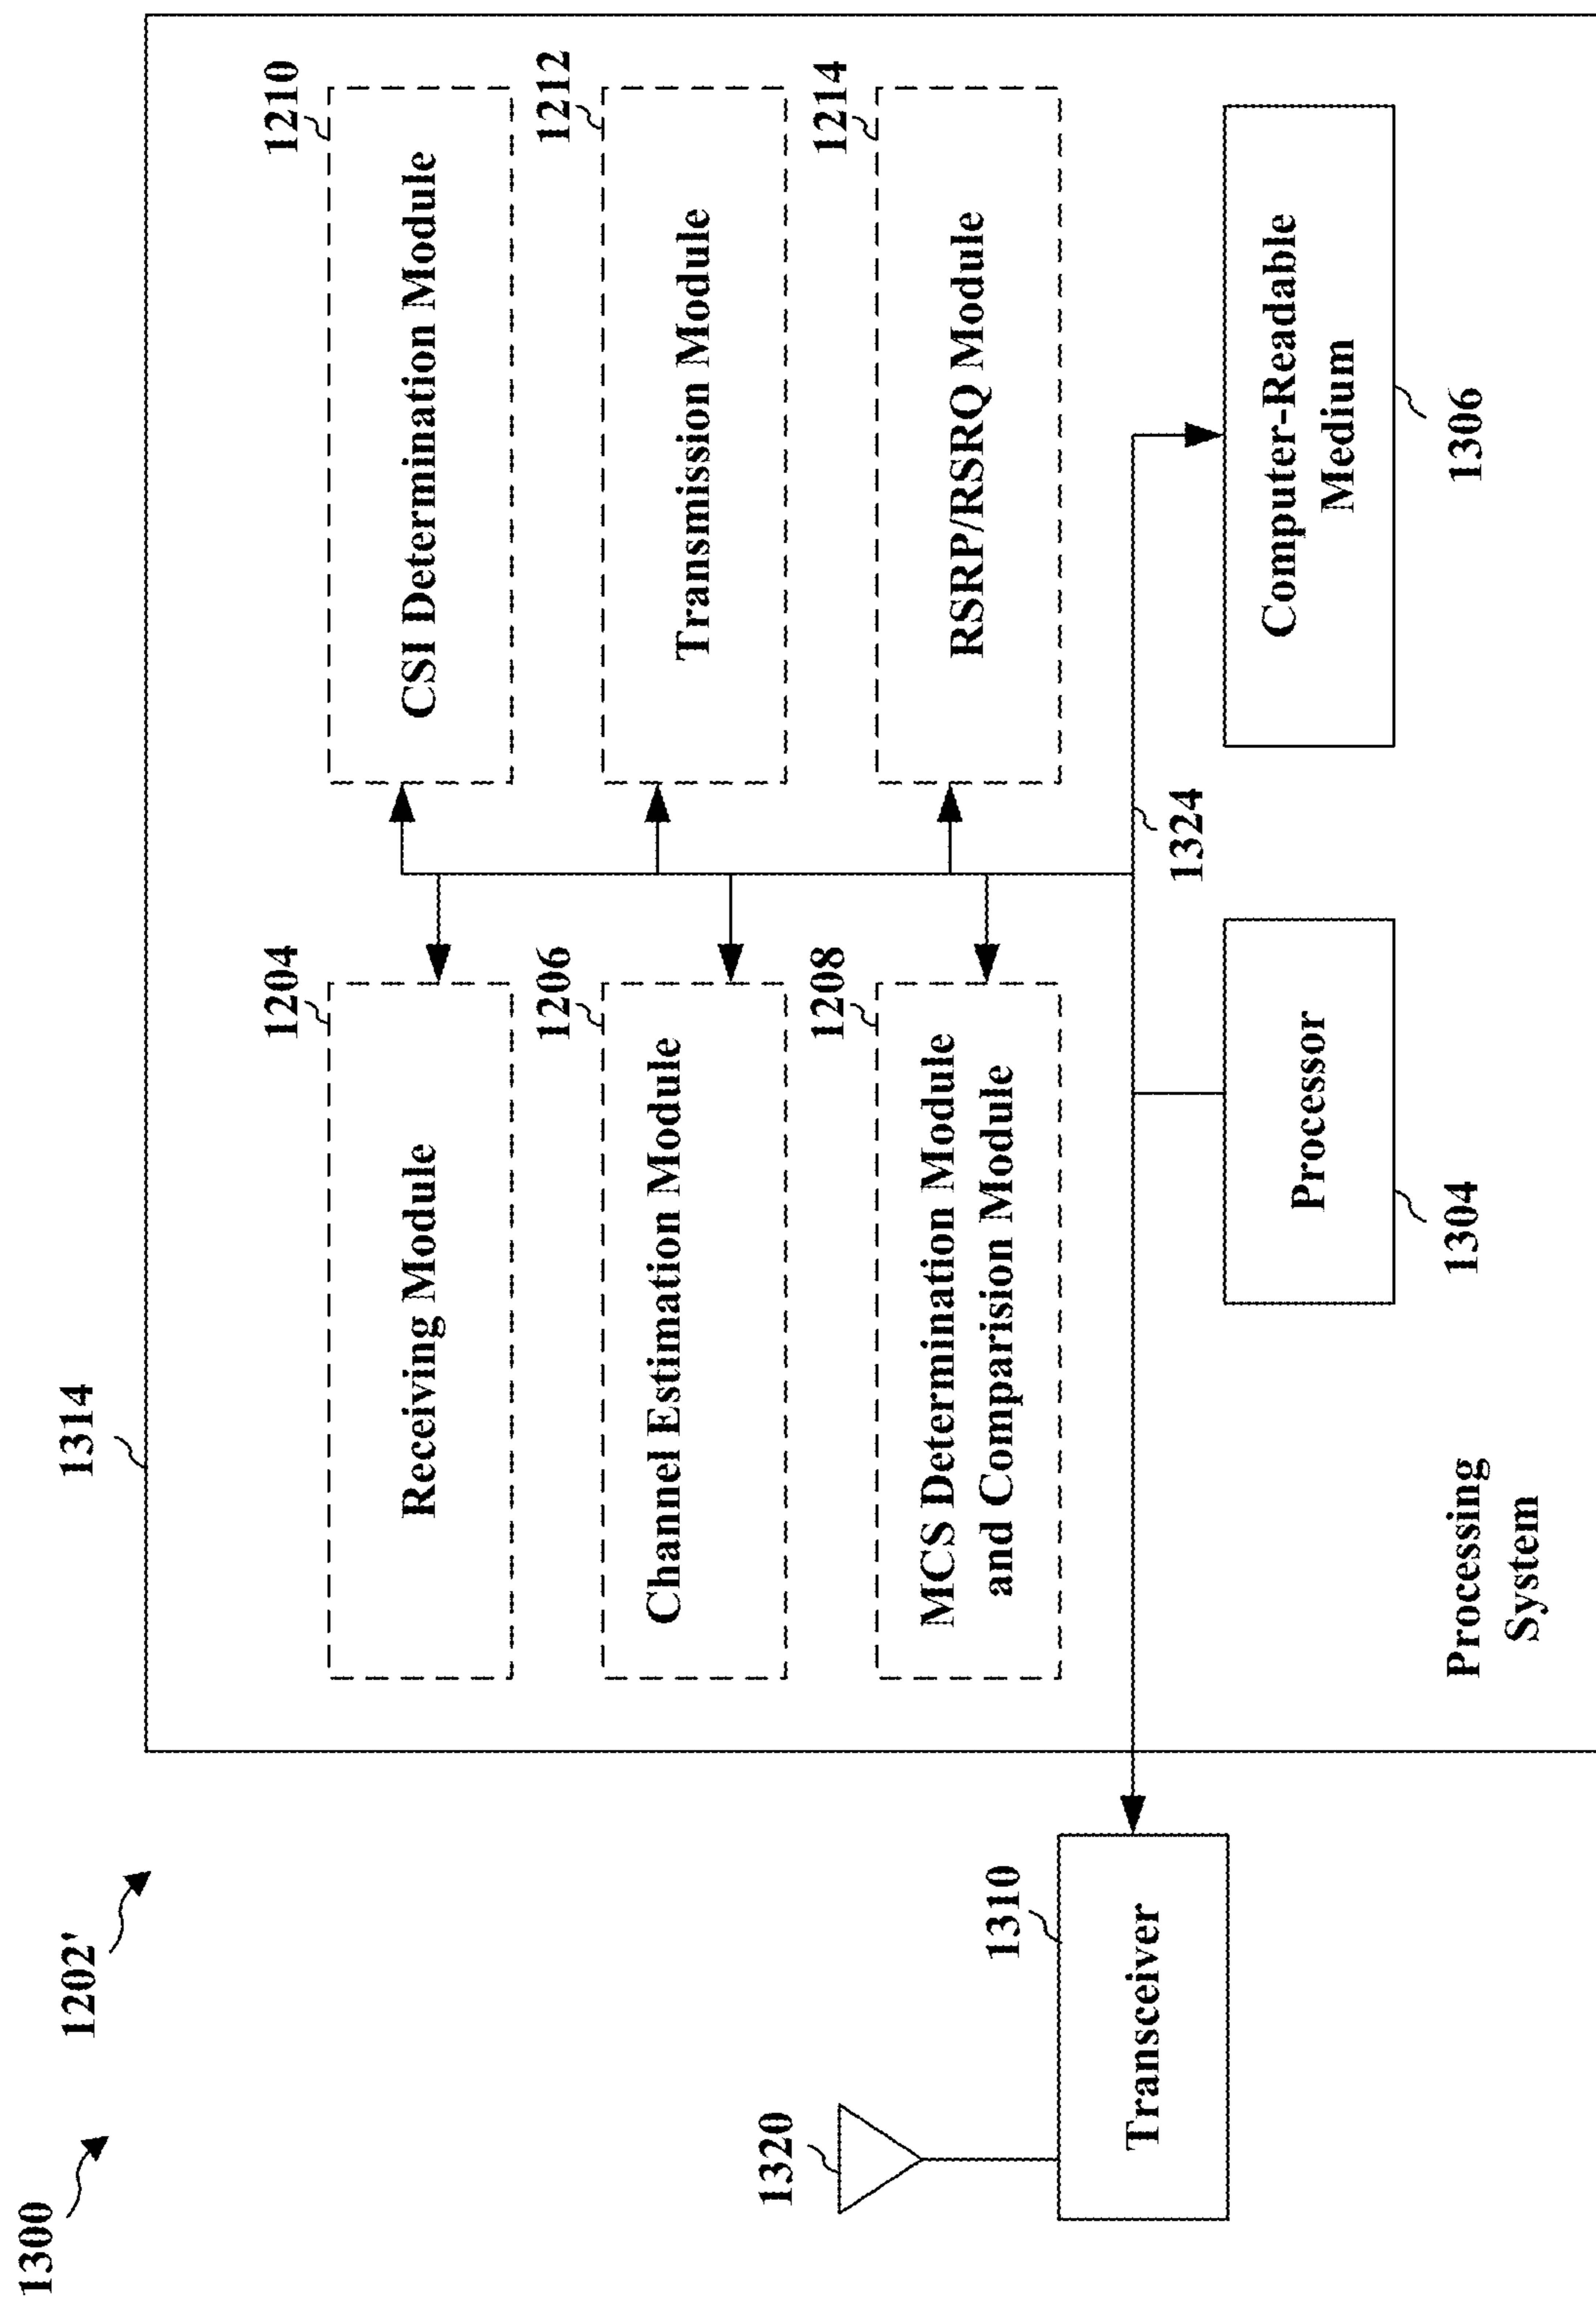 1300
1202'
1314
1204
Receiving Module
1210
CSI Determination Module
1206
Channel Estimation Module
1212
Transmission Module
1208
MCS Determination Module
and Comparision Module
1214
RSRP/RSRQ Module
1320
1310
Transceiver
1324
Processor
1304
Computer-Readable
Medium
1306
Processing
System